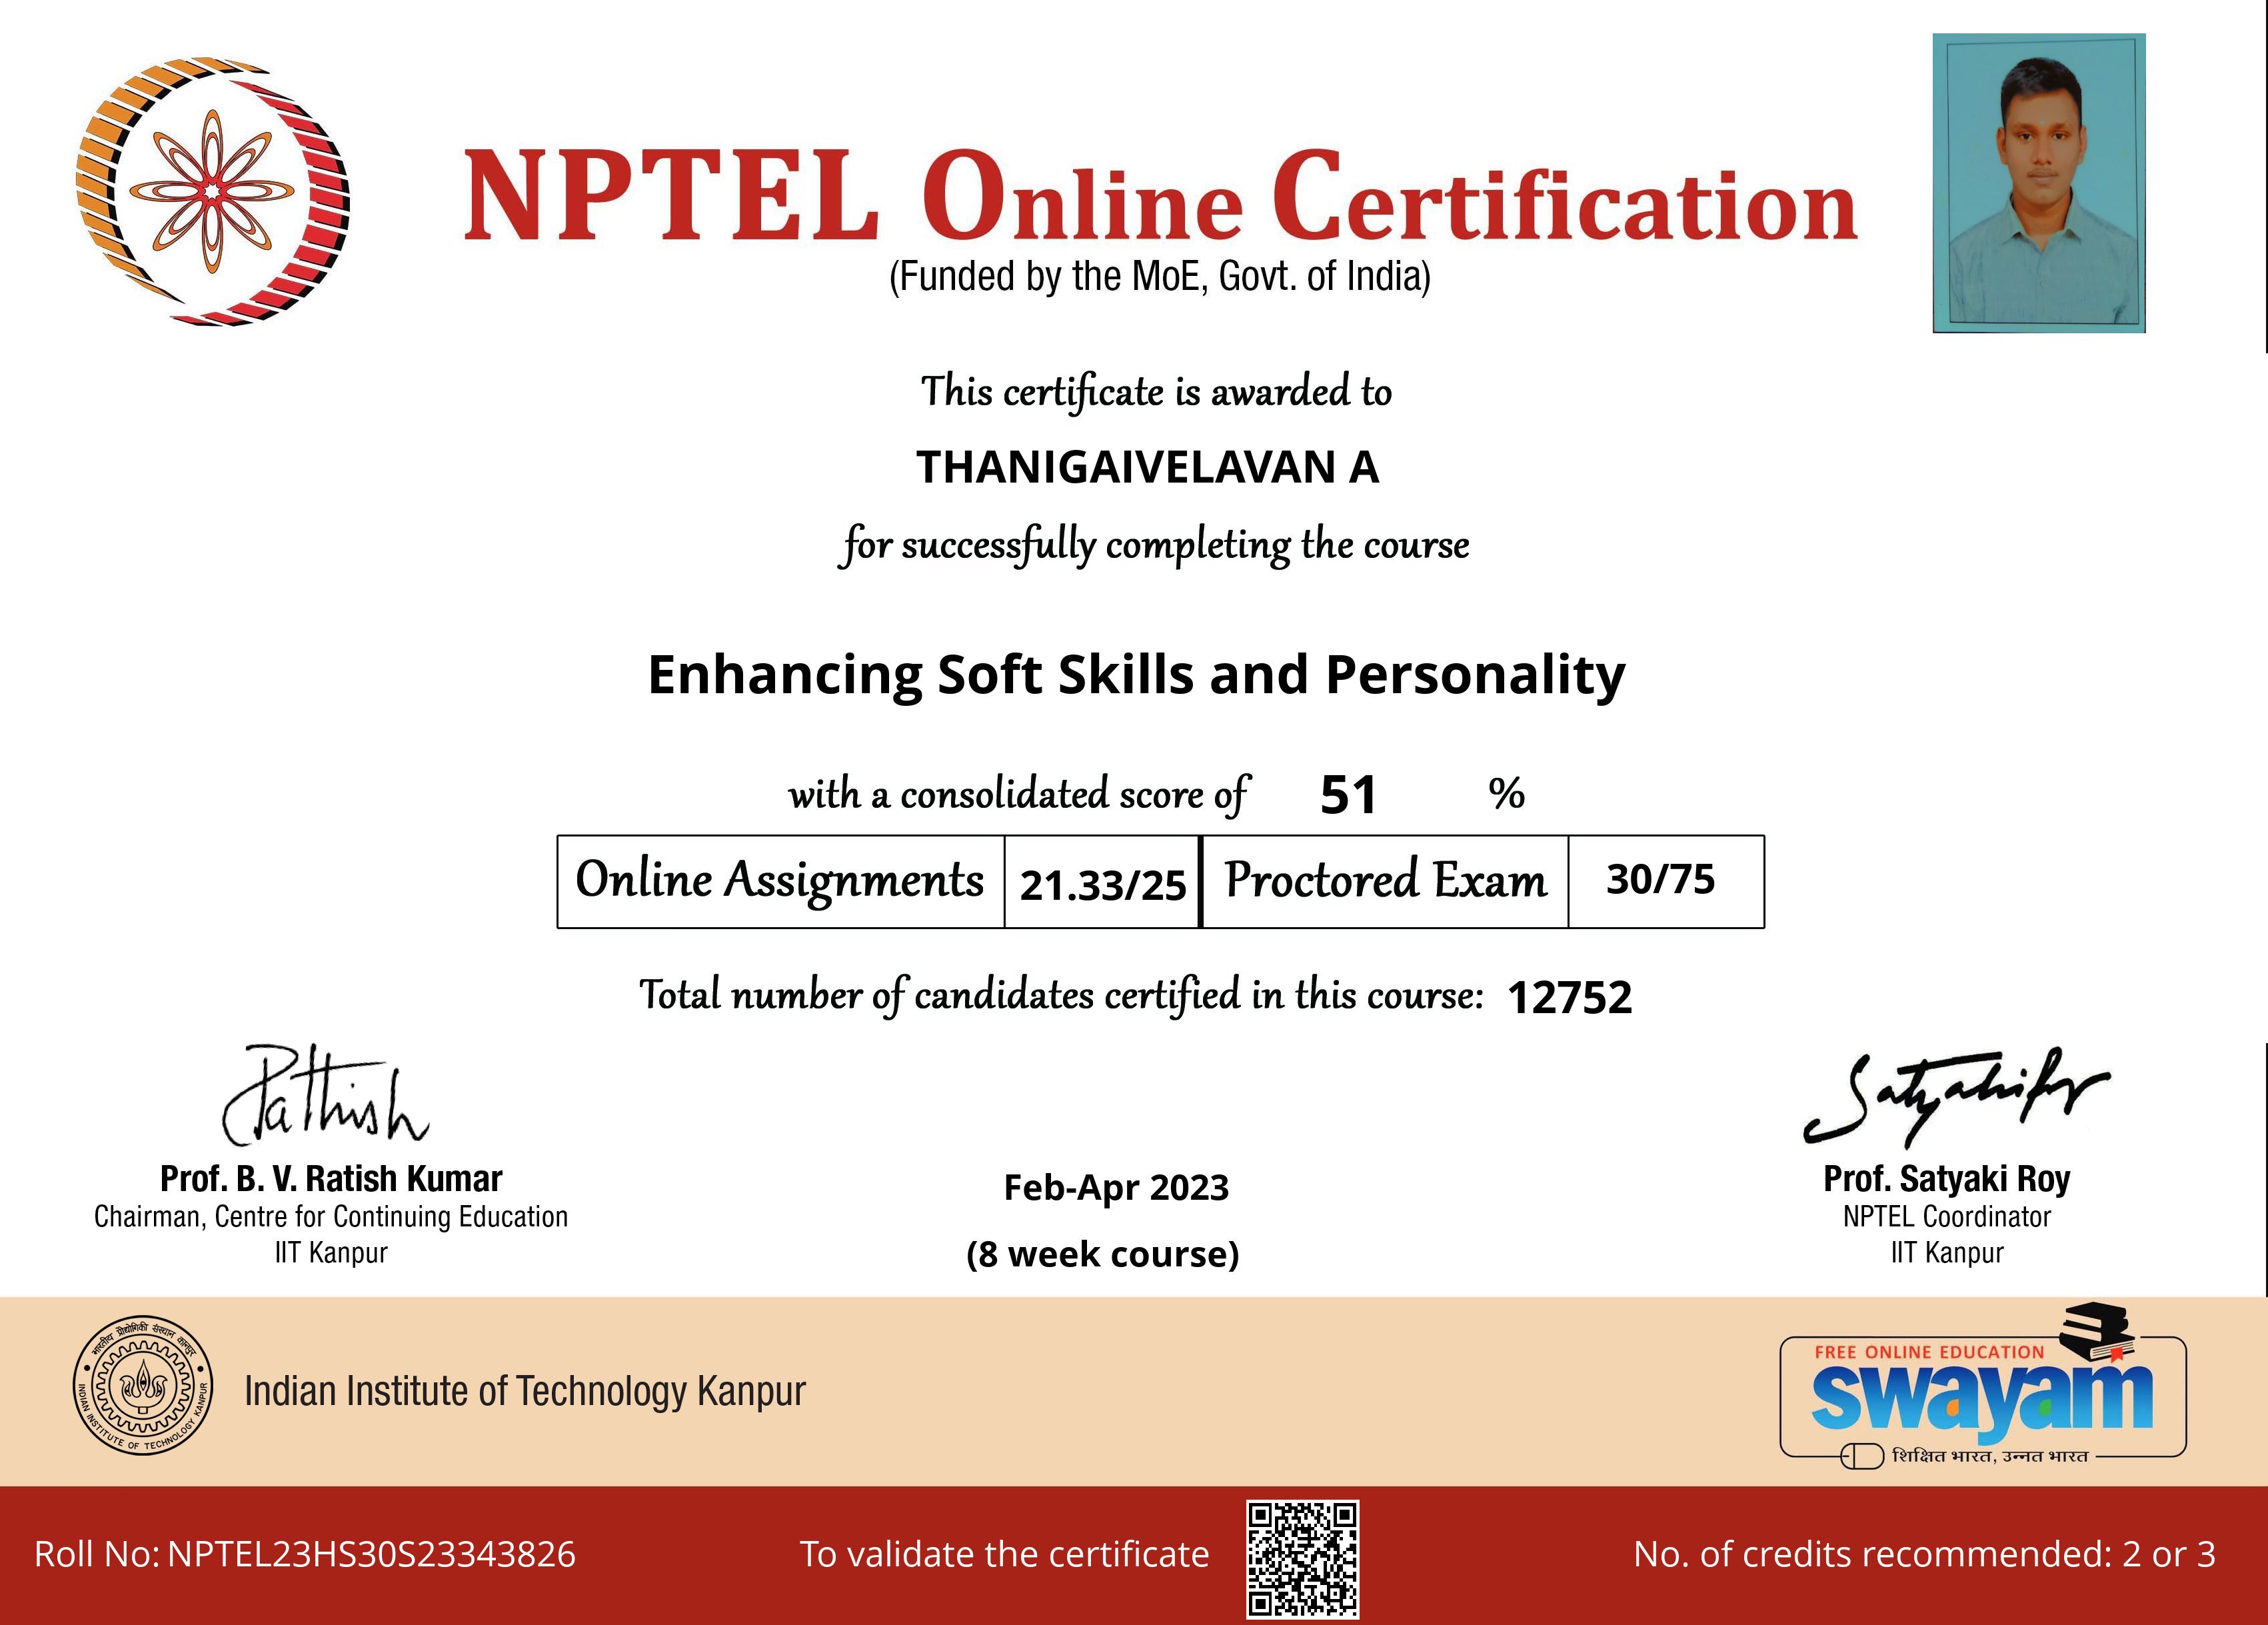 NPTEL Online Certification
(Funded by the MoE, Govt. of India)
This certificate is awarded to
THANIGAIVELAVAN A
for successfully completing the course
Enhancing Soft Skills and Personality
with a consolidated score of 51 %
Online Assignments 21.33/25 Proctored Exam 30/75
Total number of candidates certified in this course: 12752
Prof. B. V. Ratish Kumar
Chairman, Centre for Continuing Education
IIT Kanpur
Feb-Apr 2023
(8 week course)
Prof. Satyaki Roy
NPTEL Coordinator
IIT Kanpur
भारतीय प्रौद्योगिकी संस्थान कानपुर
INDIAN INSTITUTE OF TECHNOLOGY KANPUR
Indian Institute of Technology Kanpur
FREE ONLINE EDUCATION
swayam
शिक्षित भारत, उन्नत भारत
Roll No: NPTEL23HS30S23343826
To validate the certificate
No. of credits recommended: 2 or 3